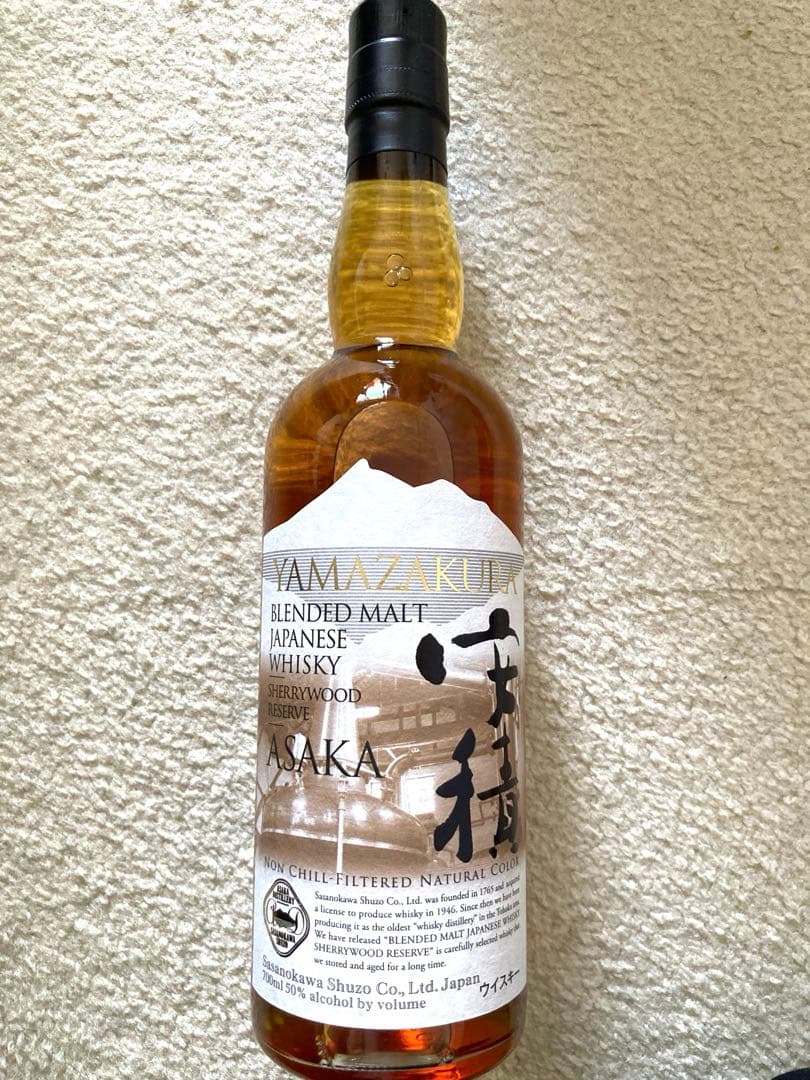 YAMAZAKURA
BLENDED MALT
JAPANESE
WHISKY
SHERRYWOOD
RESERVE
ASAKA
安積
NON CHILL-FILTERED NATURAL COLOR
ASAKA
DISTILLERY
SASANOKAWA
SHUZO
Sasanokawa Shuzo Co., Ltd. was founded in 1765 and acquired
a license to produce whisky in 1946. Since then we have been
producing it as the oldest "whisky distillery" in the Tohoku area.
We have released "BLENDED MALT JAPANESE WHISKY
SHERRYWOOD RESERVE" is carefully selected whisky that
we stored and aged for a long time.
Sasanokawa Shuzo Co., Ltd. Japan
700ml 50% alcohol by volume
ウイスキー